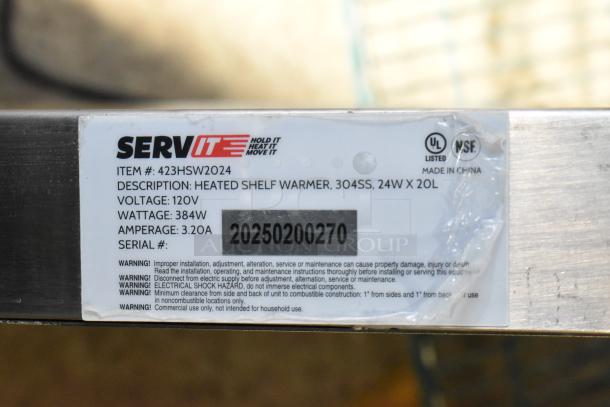 SERVIT HOLD IT
HEAT IT
MOVE IT
UL
LISTED
NSF
ITEM #: 423HSW2024
MADE IN CHINA
DESCRIPTION: HEATED SHELF WARMER, 304SS, 24W X 20L
VOLTAGE: 120V
WATTAGE: 384W
AMPERAGE: 3.20A
SERIAL #: 20250200270
WARNING! Improper installation, adjustment, alteration, service or maintenance can cause property damage, injury or death.
Read the installation, operating, and maintenance instructions thoroughly before installing or servicing this equipment.
WARNING! Disconnect from electric supply before adjustment, alternation, service or maintenance.
WARNING! ELECTRICAL SHOCK HAZARD, do not immerse electrical components.
WARNING! Minimum clearance from side and back of unit to combustible construction: 1" from sides and 1" from back. For use
in noncombustible locations only.
WARNING! Commercial use only, not intended for household use.